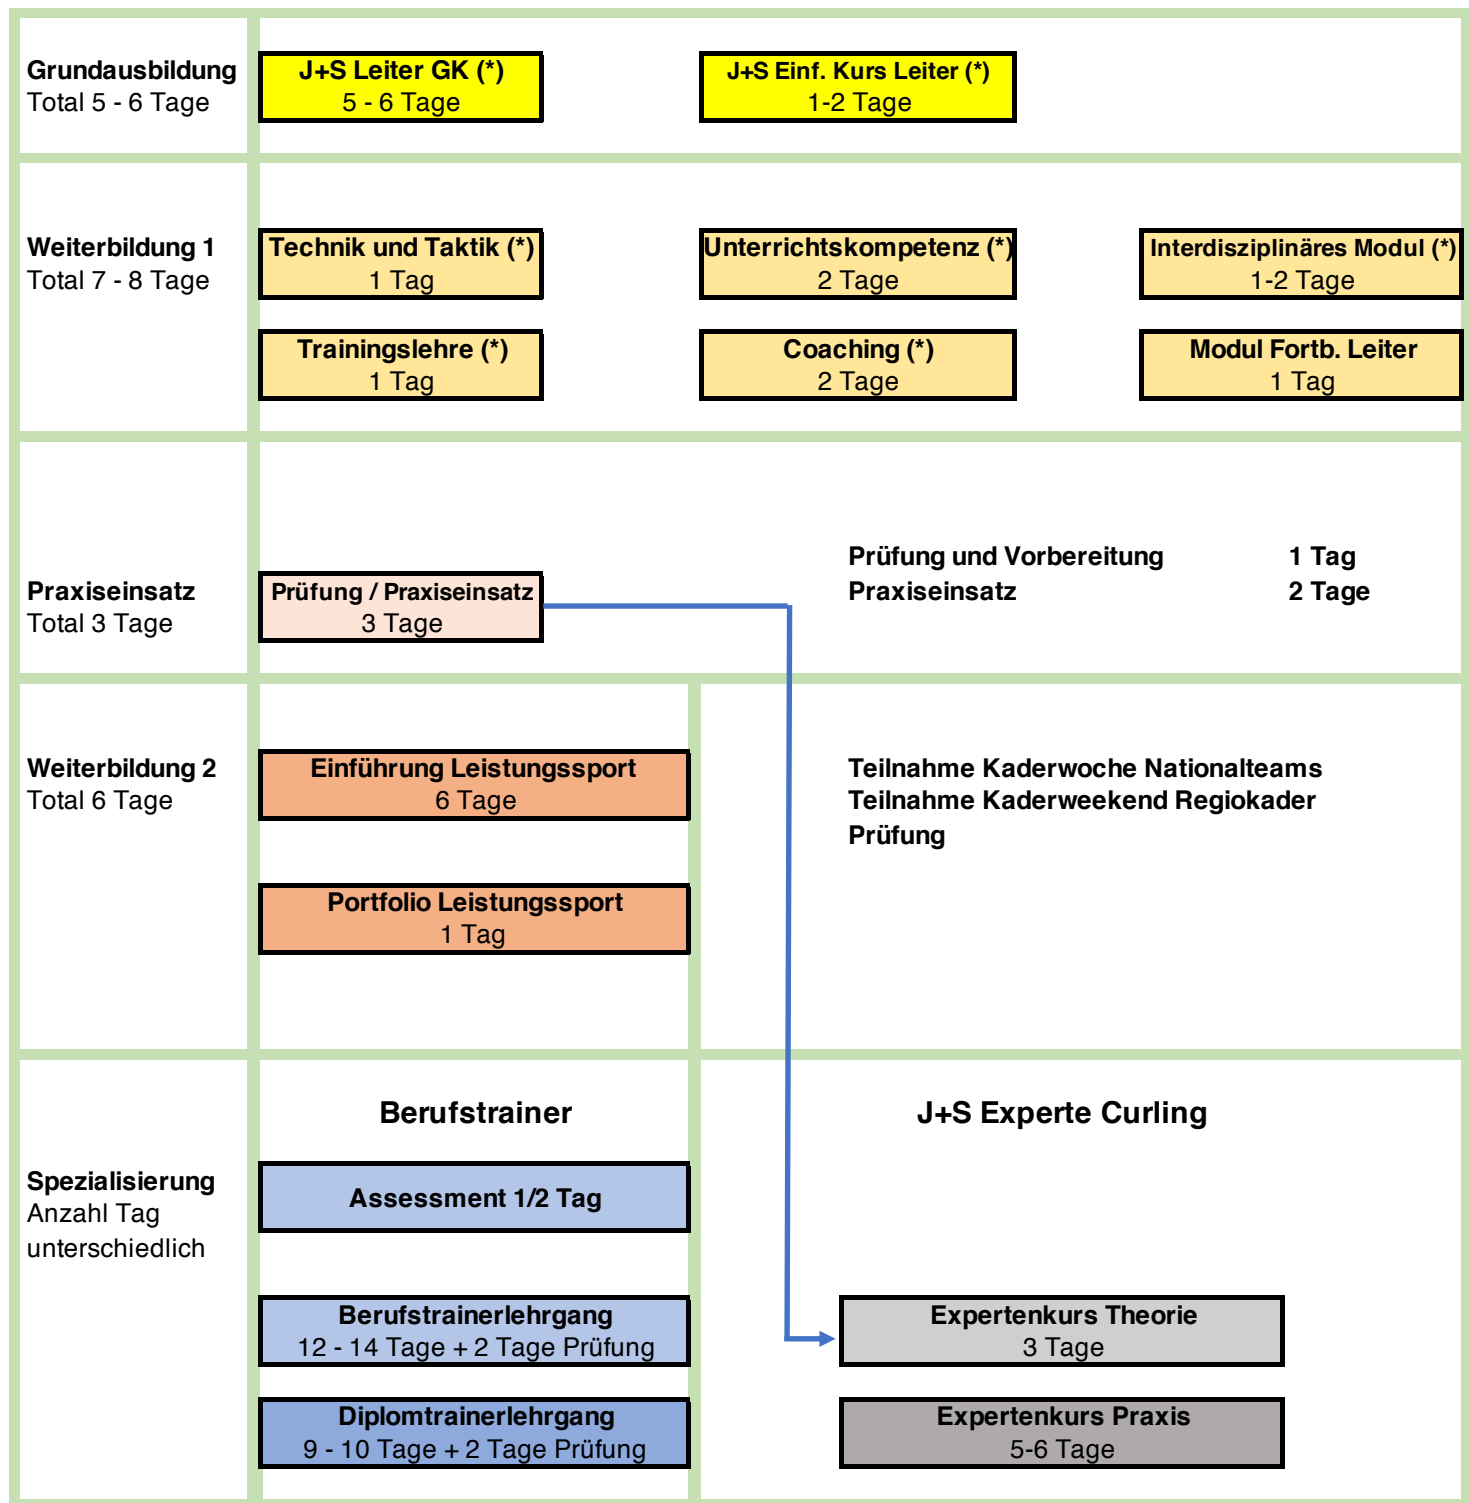 Grundausbildung
Total 5 - 6 Tage
J+S Leiter GK (*)
5 - 6 Tage
J+S Einf. Kurs Leiter (*)
1-2 Tage
Weiterbildung 1
Total 7 - 8 Tage
Technik und Taktik (*)
1 Tag
Unterrichtskompetenz (*)
2 Tage
Interdisziplinäres Modul (*)
1-2 Tage
Trainingslehre (*)
1 Tag
Coaching (*)
2 Tage
Modul Fortb. Leiter
1 Tag
Praxiseinsatz
Total 3 Tage
Prüfung / Praxiseinsatz
3 Tage
Prüfung und Vorbereitung 1 Tag
Praxiseinsatz 2 Tage
Weiterbildung 2
Total 6 Tage
Einführung Leistungssport
6 Tage
Portfolio Leistungssport
1 Tag
Teilnahme Kaderwoche Nationalteams
Teilnahme Kaderweekend Regiokader
Prüfung
Spezialisierung
Anzahl Tag
unterschiedlich
Berufstrainer
Assessment 1/2 Tag
Berufstrainerlehrgang
12 - 14 Tage + 2 Tage Prüfung
Diplomtrainerlehrgang
9 - 10 Tage + 2 Tage Prüfung
J+S Experte Curling
Expertenkurs Theorie
3 Tage
Expertenkurs Praxis
5-6 Tage